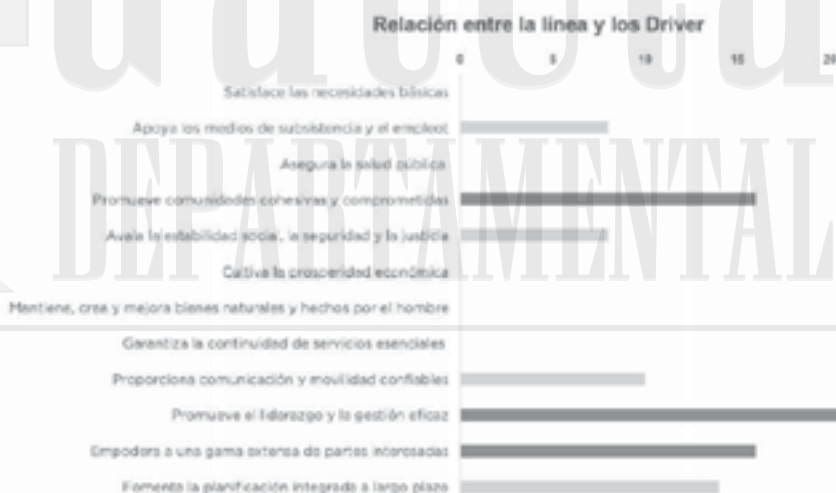 Gaceta
DEPARTAMENTAL
Relación entre la línea y los Driver
0 5 10 15 20
Satisface las necesidades básicas
Apoya los medios de subsistencia y el empleot
Asegura la salud pública
Promueve comunidades cohesivas y comprometidas
Avala la estabilidad social, la seguridad y la justicia
Cultiva la prosperidad económica
Mantiene, crea y mejora bienes naturales y hechos por el hombre
Garantiza la continuidad de servicios esenciales
Proporciona comunicación y movilidad confiables
Promueve el liderazgo y la gestión eficaz
Empodera a una gama extensa de partes interesadas
Fomenta la planificación integrada a largo plazo